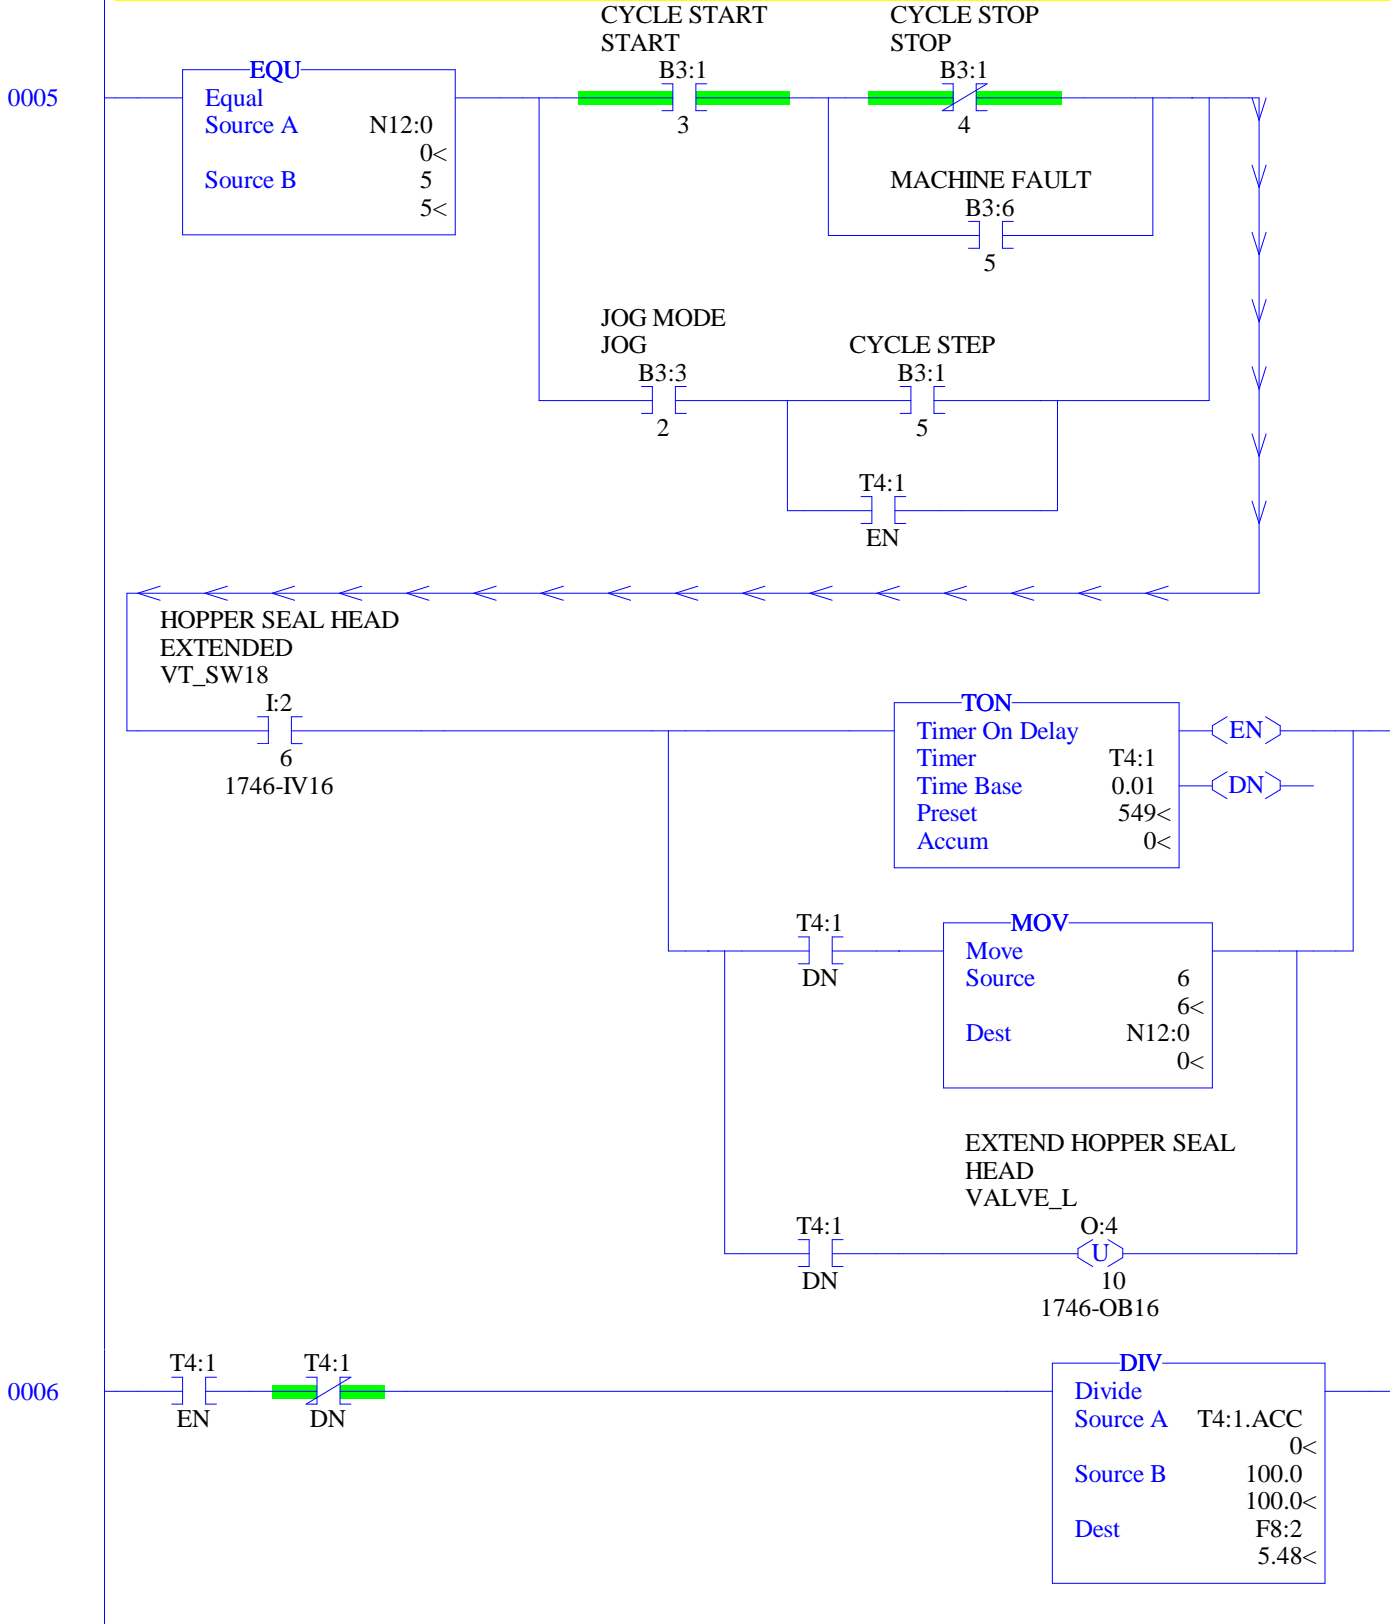 CYCLE START
START
B3:1
3
CYCLE STOP
STOP
B3:1
4
0005
EQU
Equal
Source A N12:0
0<
Source B 5
5<
MACHINE FAULT
B3:6
5
JOG MODE
JOG
B3:3
2
CYCLE STEP
B3:1
5
T4:1
EN
HOPPER SEAL HEAD
EXTENDED
VT_SW18
I:2
6
1746-IV16
TON
Timer On Delay
Timer T4:1
Time Base 0.01
Preset 549<
Accum 0<
EN
DN
T4:1
DN
MOV
Move
Source 6
6<
Dest N12:0
0<
EXTEND HOPPER SEAL
HEAD
VALVE_L
T4:1
DN
O:4
U
10
1746-OB16
0006
T4:1
EN
T4:1
DN
DIV
Divide
Source A T4:1.ACC
0<
Source B 100.0
100.0<
Dest F8:2
5.48<